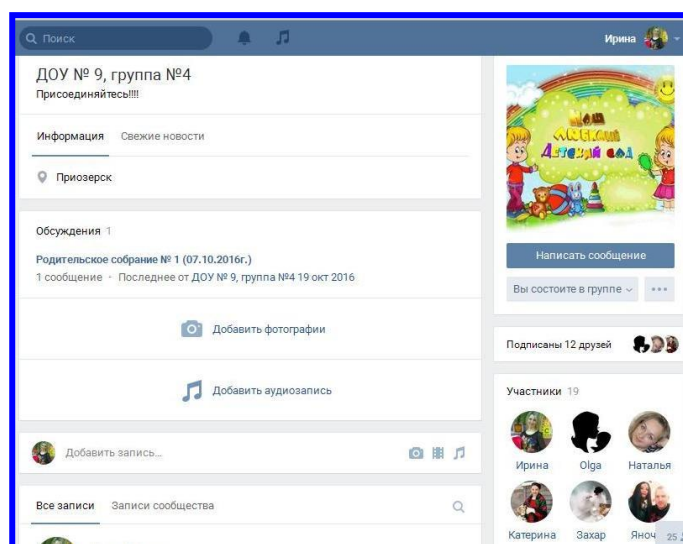 Поиск
Ирина
ДОУ № 9, группа №4
Присоединяйтесь!!!!
Информация Свежие новости
Приозерск
Обсуждения 1
Родительское собрание № 1 (07.10.2016г.)
1 сообщение · Последнее от ДОУ № 9, группа №4 19 окт 2016
Добавить фотографии
Добавить аудиозапись
Добавить запись...
Все записи Записи сообщества
Наш
любимый
Детский сад
Написать сообщение
Вы состоите в группе
Подписаны 12 друзей
Участники 19
Ирина Olga Наталья
Катерина Захар Яноч
25